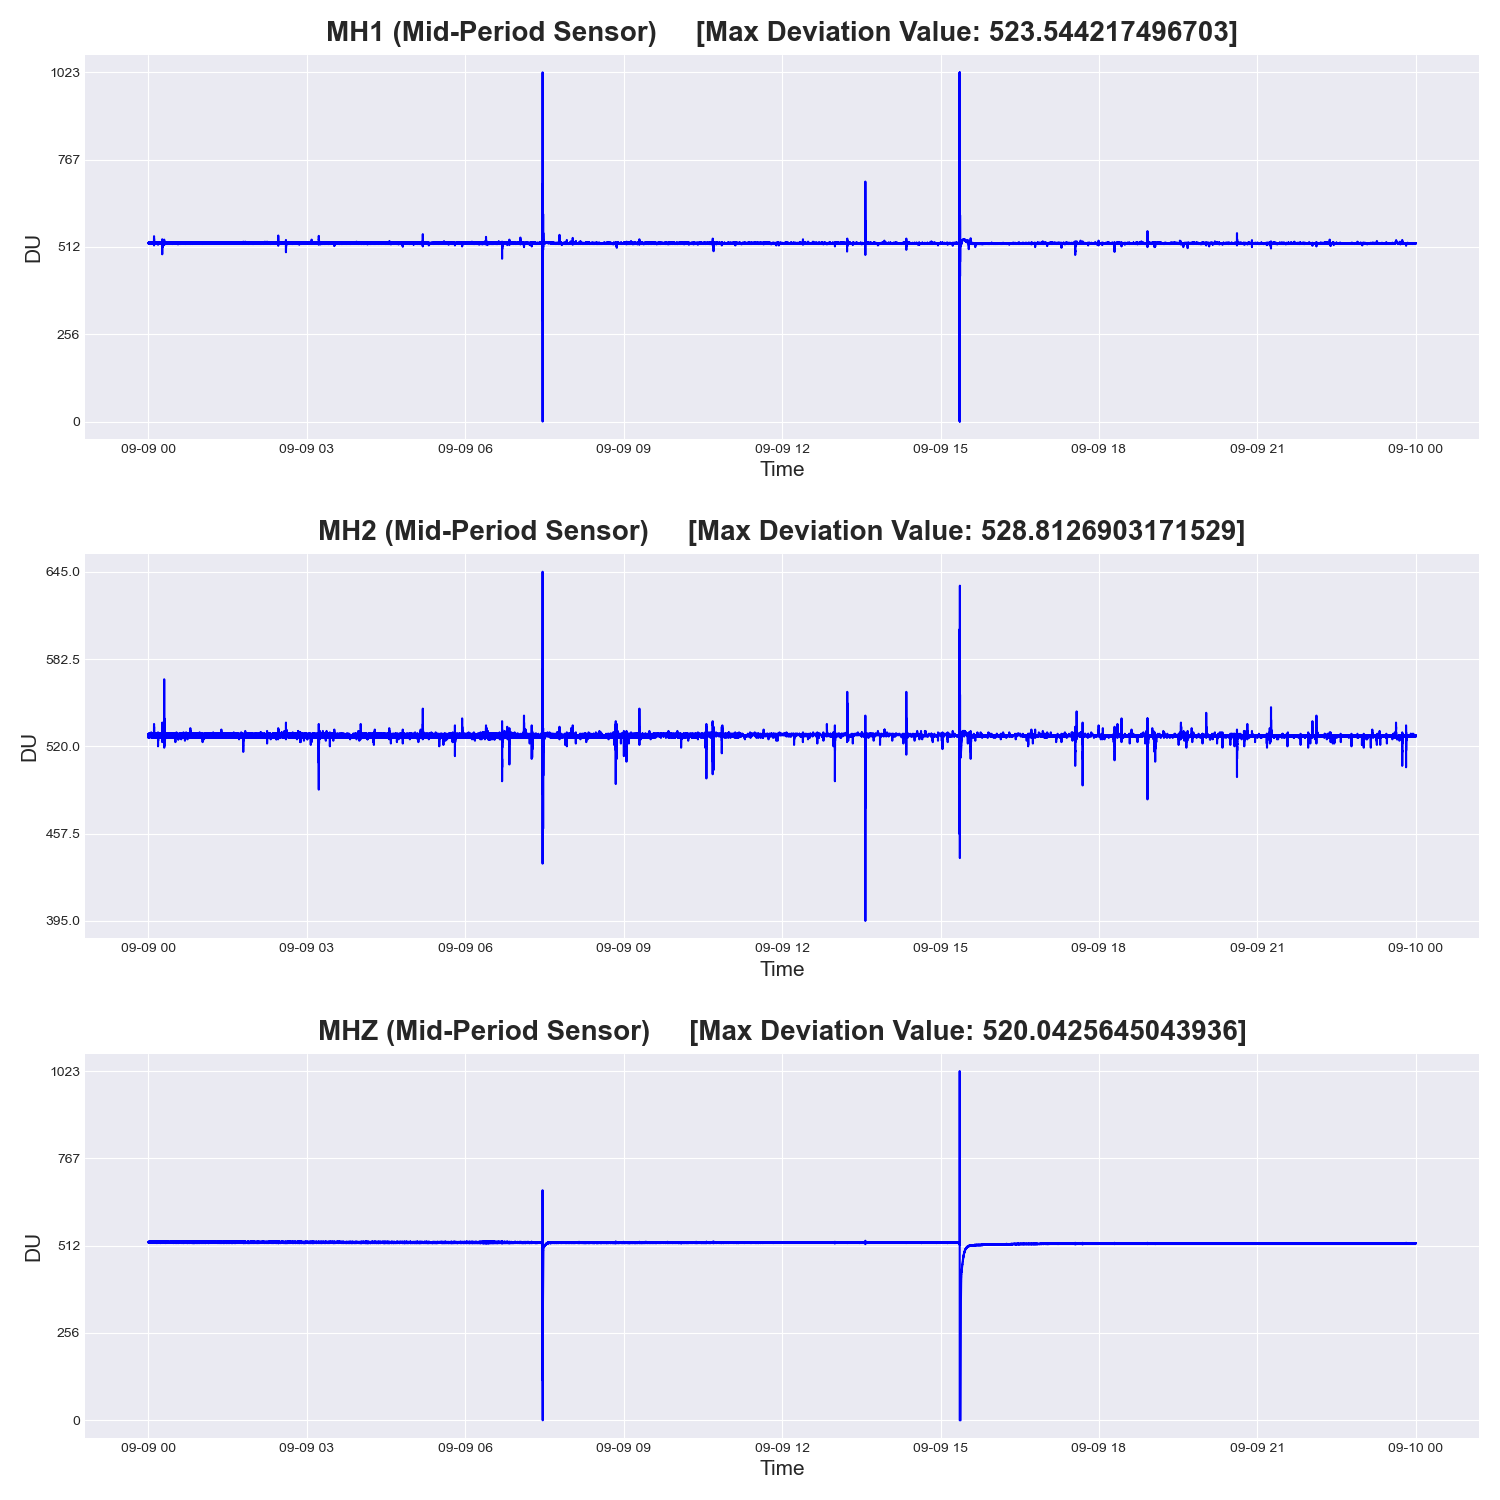 MH1 (Mid-Period Sensor) [Max Deviation Value: 523.544217496703]
1023
767
512
256
0
DU
09-09 00 09-09 03 09-09 06 09-09 09 09-09 12 09-09 15 09-09 18 09-09 21 09-10 00
Time
MH2 (Mid-Period Sensor) [Max Deviation Value: 528.8126903171529]
645.0
582.5
520.0
457.5
395.0
DU
09-09 00 09-09 03 09-09 06 09-09 09 09-09 12 09-09 15 09-09 18 09-09 21 09-10 00
Time
MHZ (Mid-Period Sensor) [Max Deviation Value: 520.0425645043936]
1023
767
512
256
0
DU
09-09 00 09-09 03 09-09 06 09-09 09 09-09 12 09-09 15 09-09 18 09-09 21 09-10 00
Time